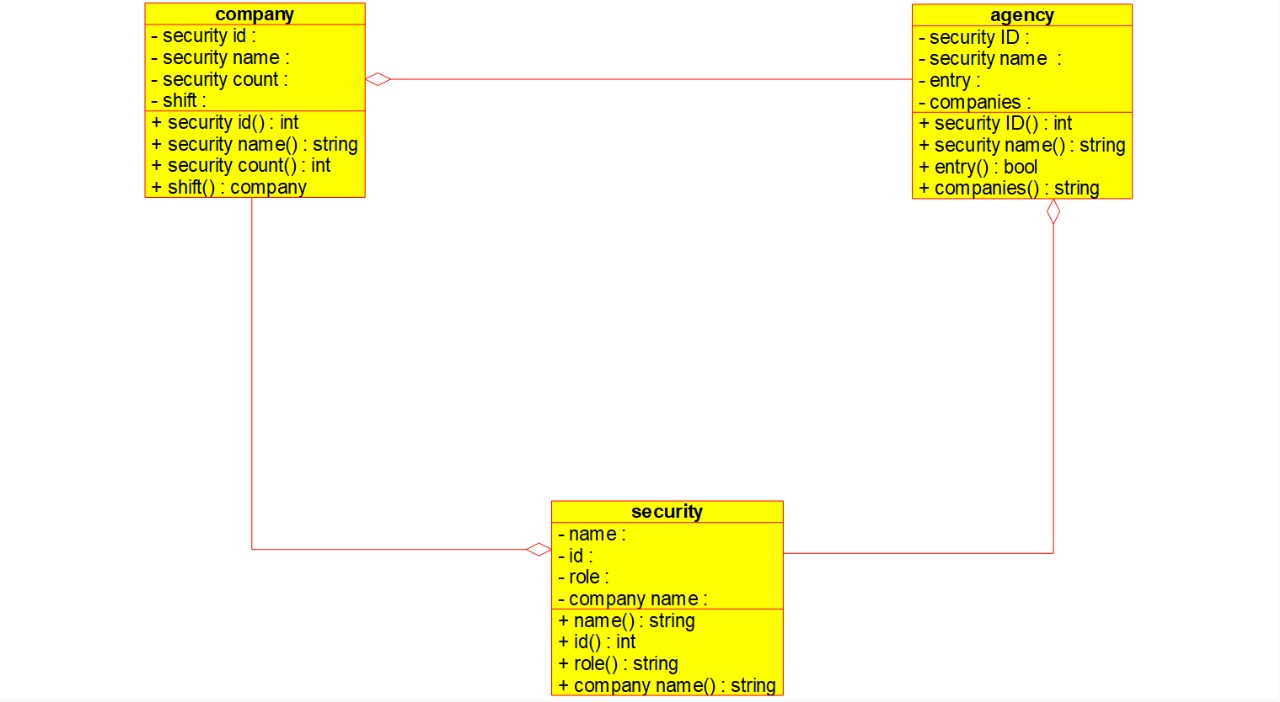 company
- security id :
- security name :
- security count :
- shift :
+ security id() : int
+ security name() : string
+ security count() : int
+ shift() : company
agency
- security ID :
- security name  :
- entry :
- companies :
+ security ID() : int
+ security name() : string
+ entry() : bool
+ companies() : string
security
- name :
- id :
- role :
- company name :
+ name() : string
+ id() : int
+ role() : string
+ company name() : string